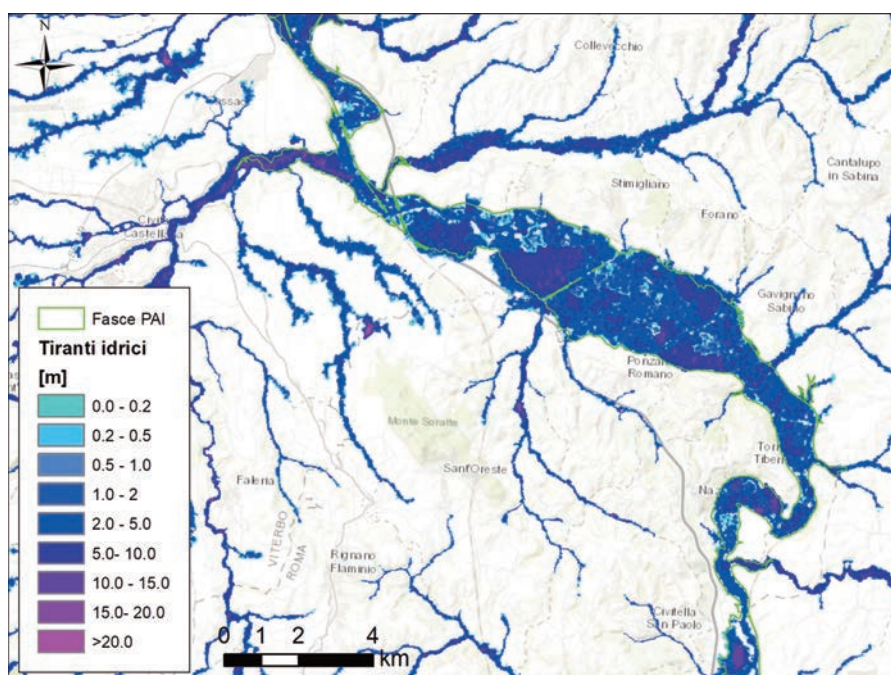 N
Collevecchio
Cantalupo
in Sabina
Stimigliano
Forano
Castellana
Gavignano
Sabino
Ponzano
Romano
Monte Soratte
Sant'Oreste
Faleria
VITERBO
ROMA
Rignano
Flaminio
Civitella
San Paolo
Fasce PAI
Tiranti idrici
[m]
0.0 - 0.2
0.2 - 0.5
0.5 - 1.0
1.0 - 2
2.0 - 5.0
5.0- 10.0
10.0 - 15.0
15.0- 20.0
>20.0
0 1 2 4
km